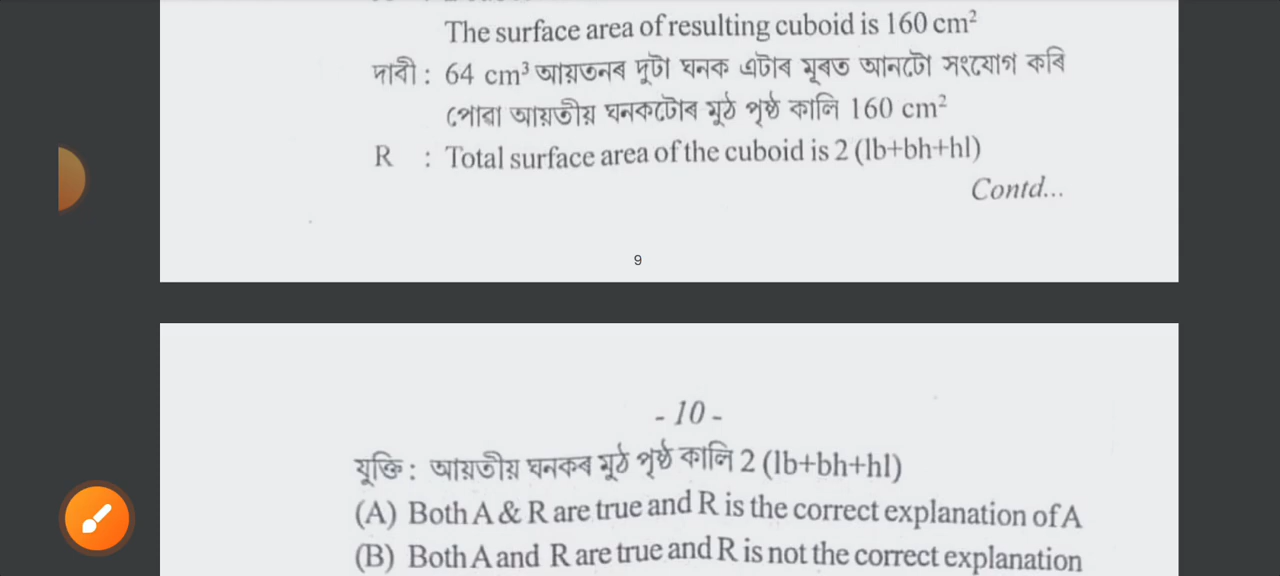 The surface area of resulting cuboid is 160 cm²
দাবী : 64 cm³ আয়তনৰ দুটা ঘনক এটাৰ মূৰত আনটো সংযোগ কৰি
পোৱা আয়তীয় ঘনকটোৰ মুঠ পৃষ্ঠ কালি 160 cm²
R : Total surface area of the cuboid is 2 (lb+bh+hl)
Contd...
9
- 10 -
যুক্তি : আয়তীয় ঘনকৰ মুঠ পৃষ্ঠ কালি 2 (lb+bh+hl)
(A) Both A & R are true and R is the correct explanation of A
(B) Both A and R are true and R is not the correct explanation